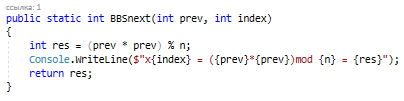 ссылка: 1
public static int BBSnext(int prev, int index)
{
int res = (prev * prev) % n;
Console.WriteLine($"x{index} = ({prev}*{prev})mod {n} = {res}");
return res;
}